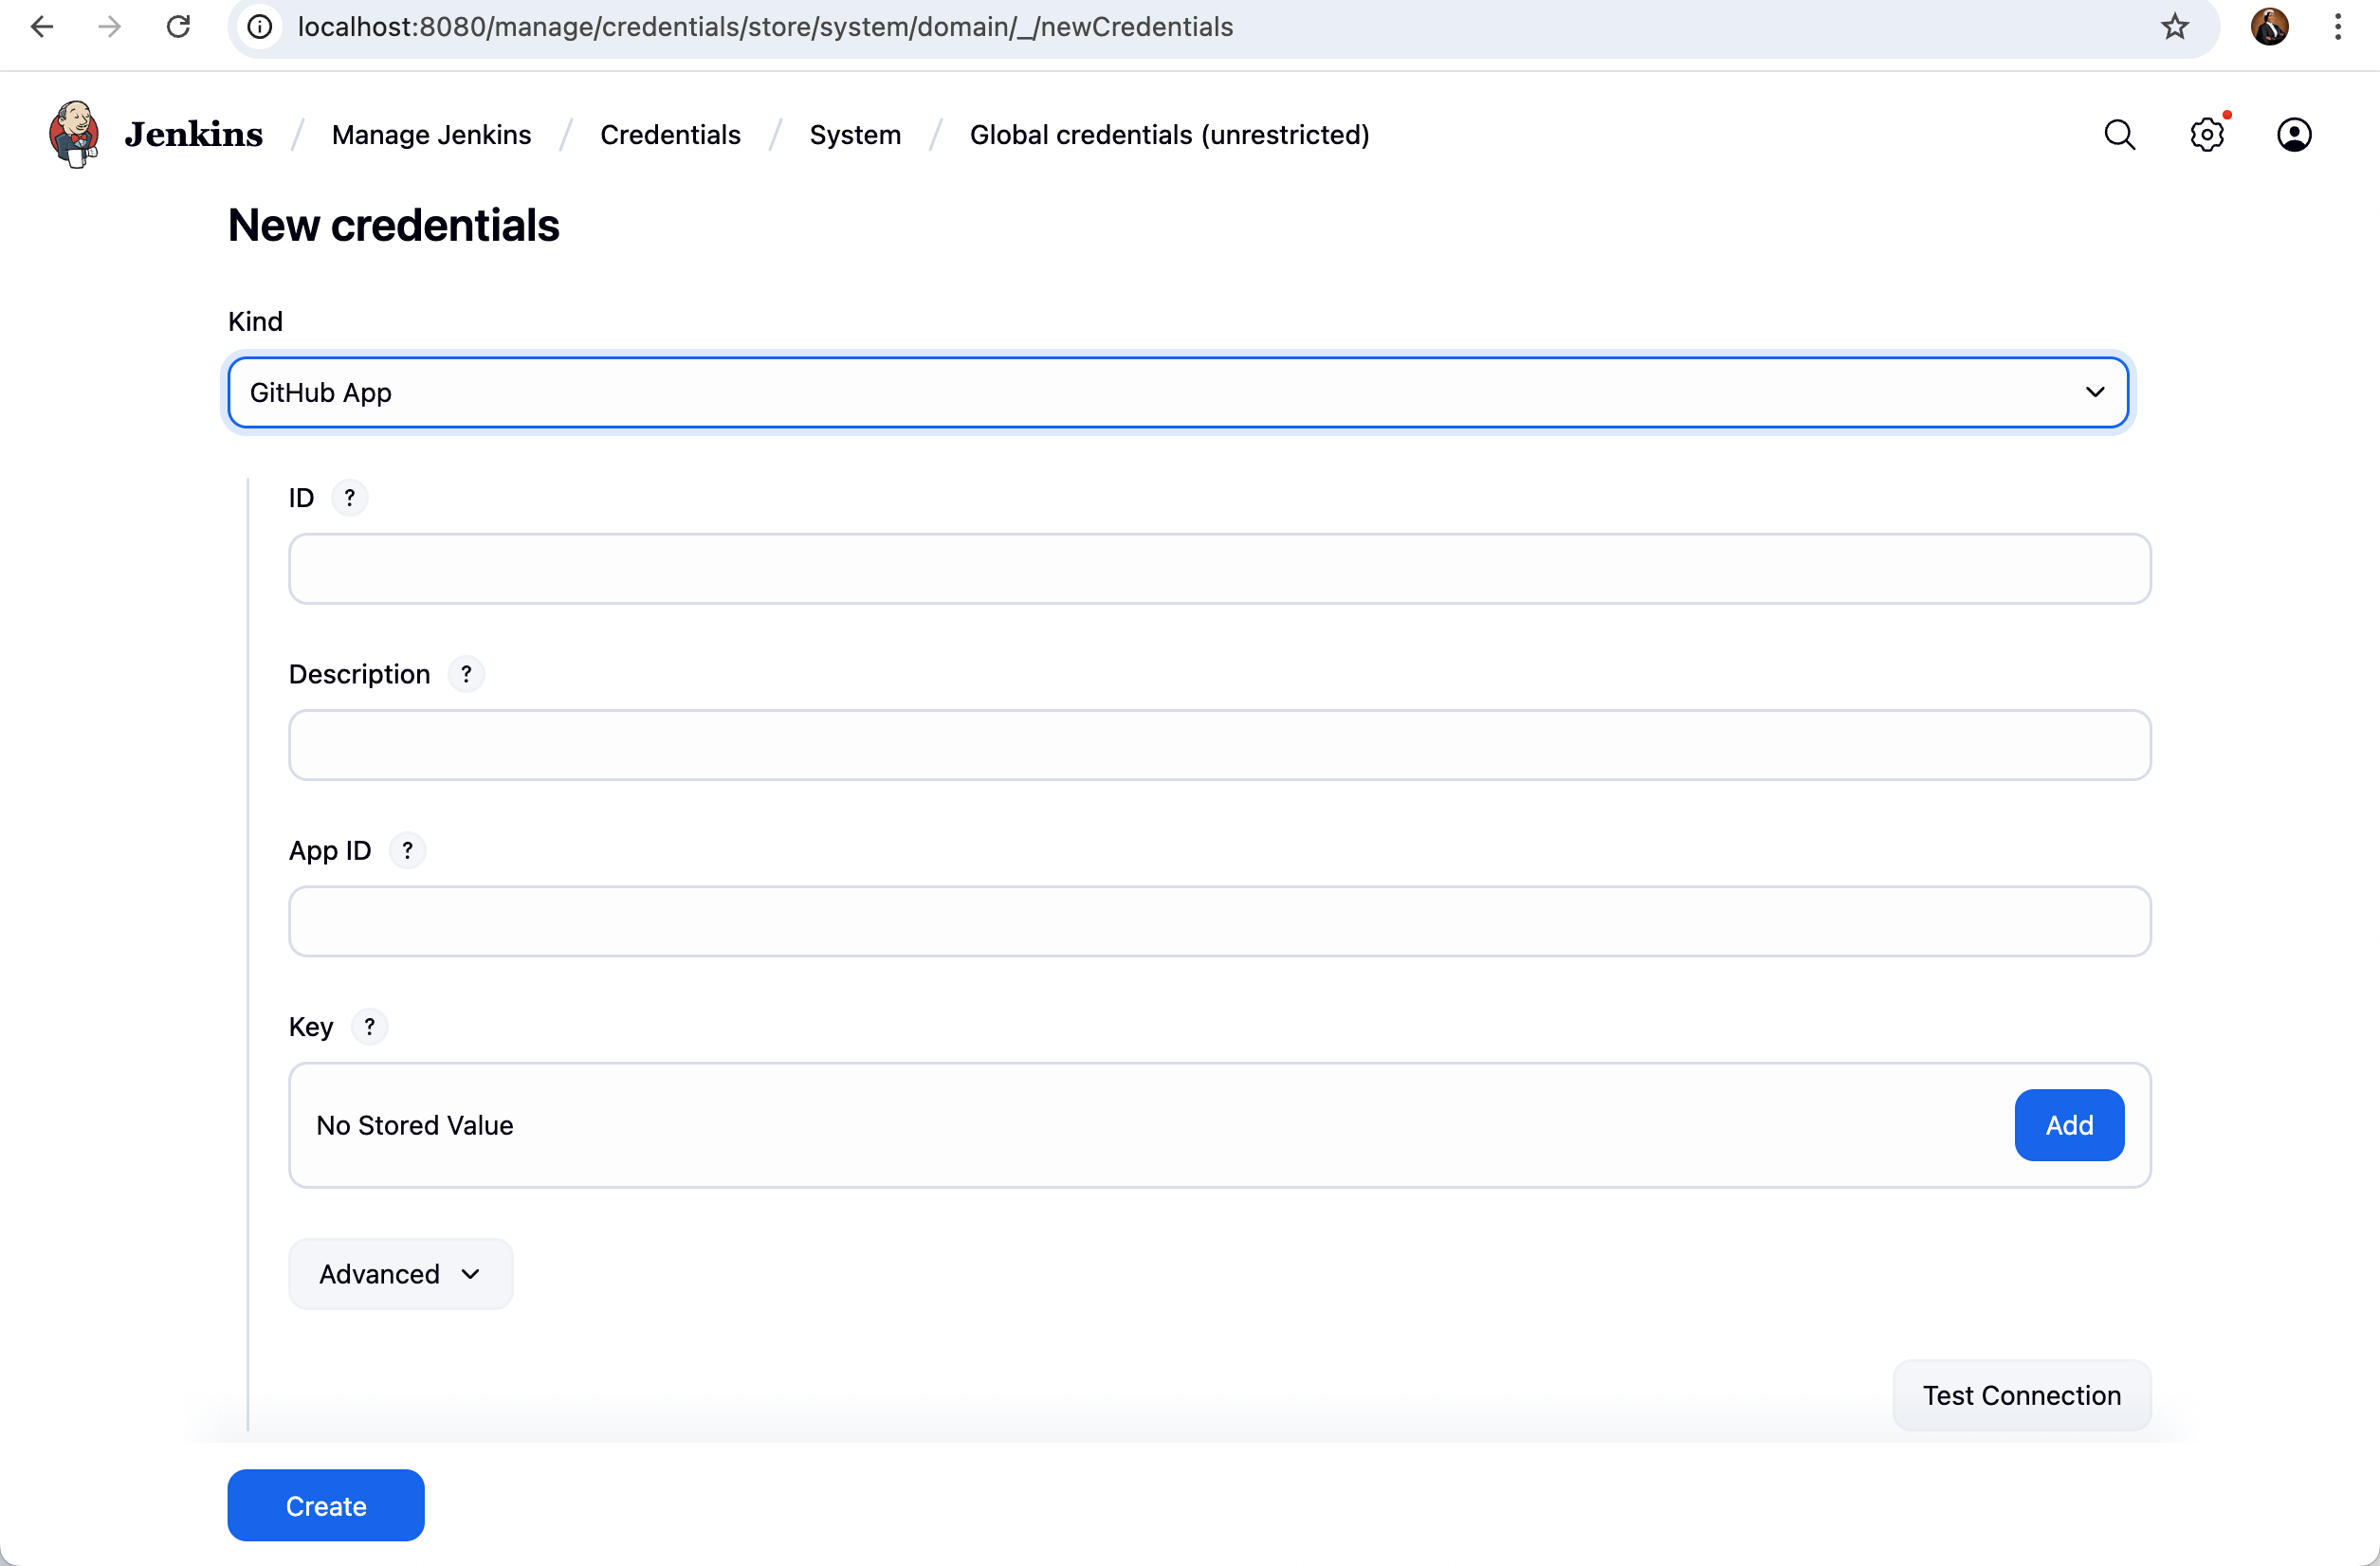 localhost:8080/manage/credentials/store/system/domain/_/newCredentials
Jenkins / Manage Jenkins / Credentials / System / Global credentials (unrestricted)
New credentials
Kind
GitHub App
ID ?
Description ?
App ID ?
Key ?
No Stored Value Add
Advanced
Test Connection
Create